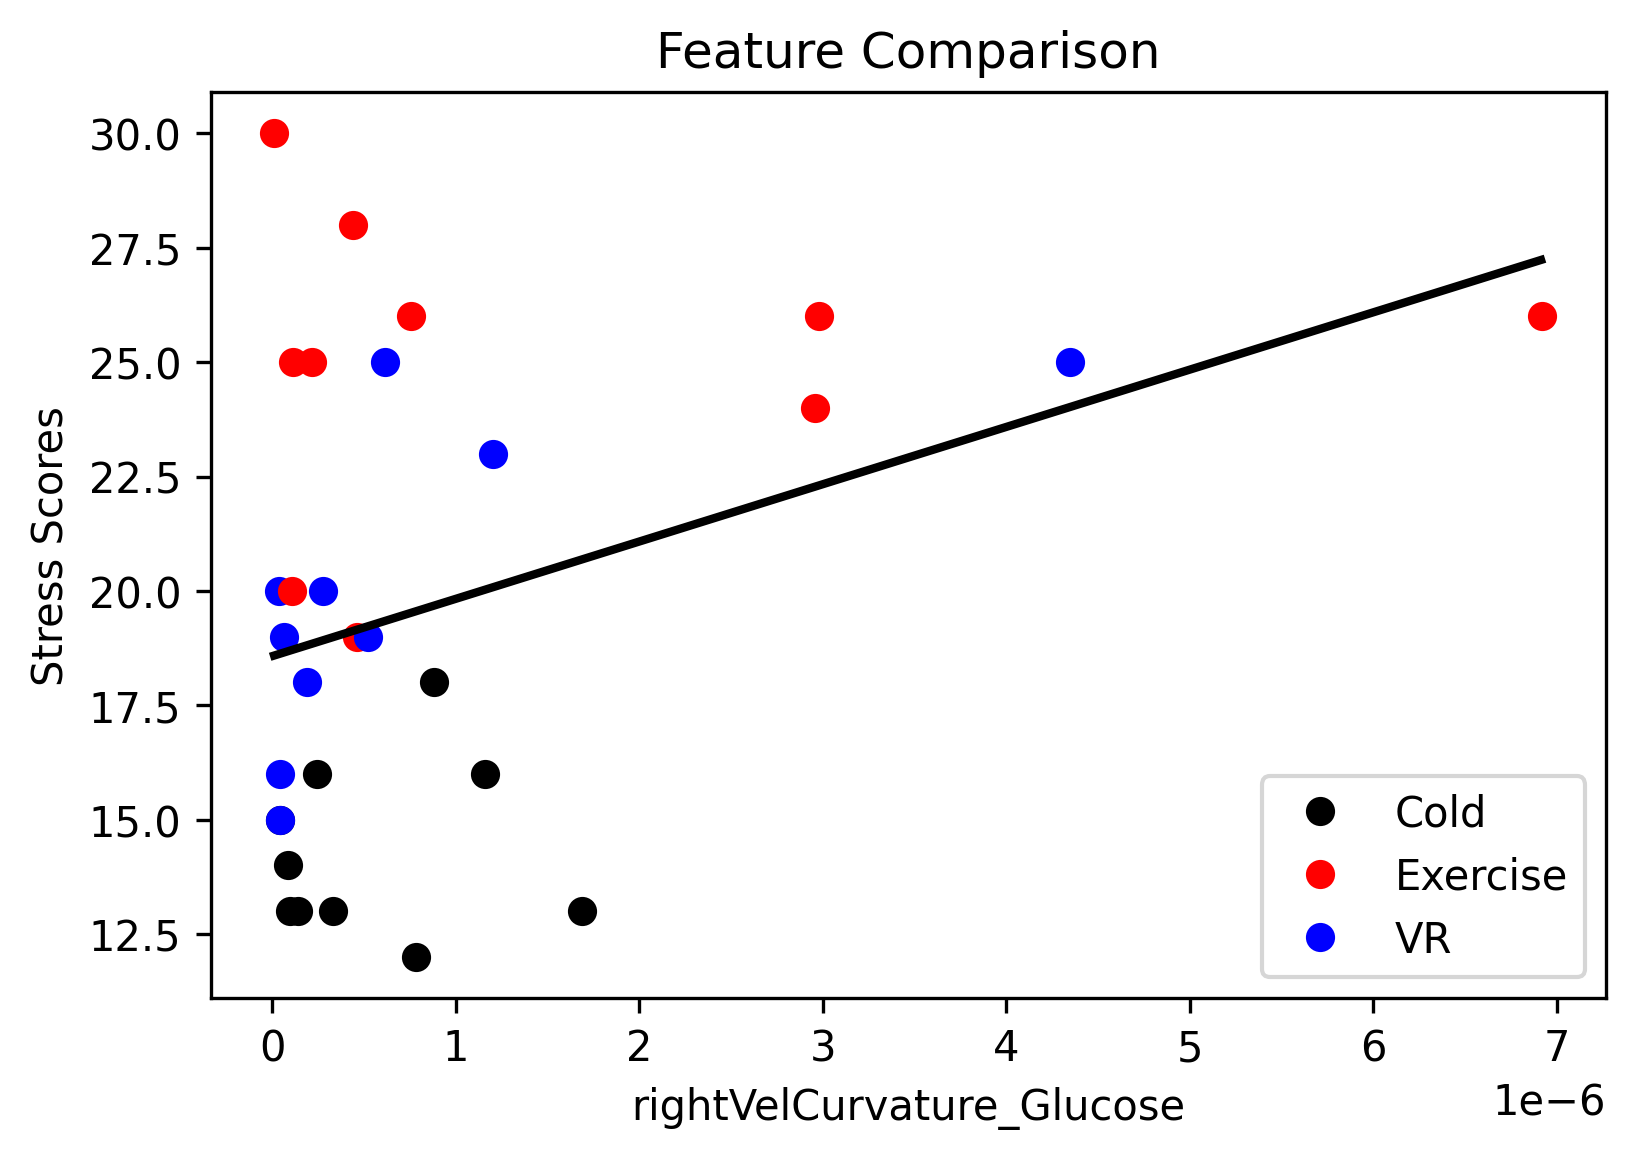 Feature Comparison
30.0
27.5
25.0
22.5
20.0
17.5
15.0
12.5
Stress Scores
Cold
Exercise
VR
0 1 2 3 4 5 6 7
1e−6
rightVelCurvature_Glucose